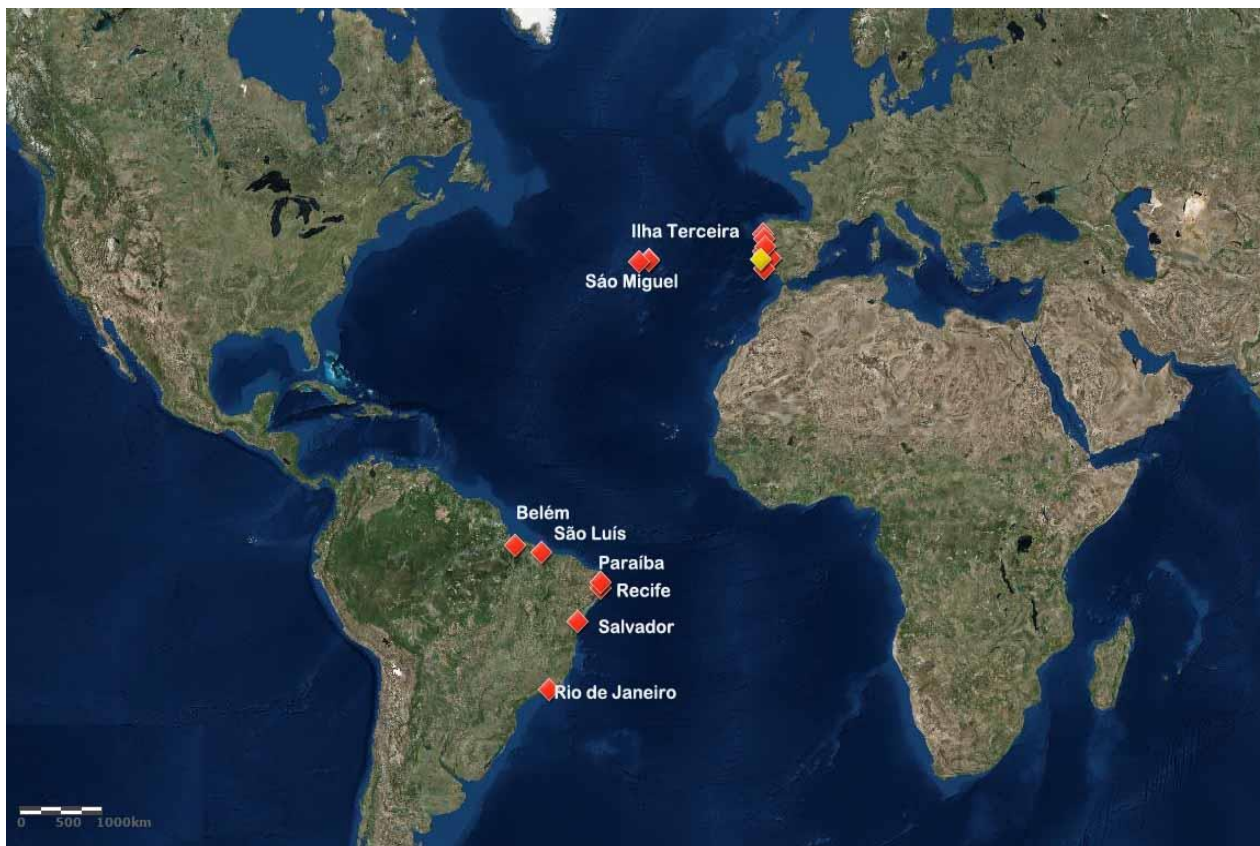 Ilha Terceira
Sáo Miguel
Belém
São Luís
Paraíba
Recife
Salvador
Rio de Janeiro
0 500 1000km